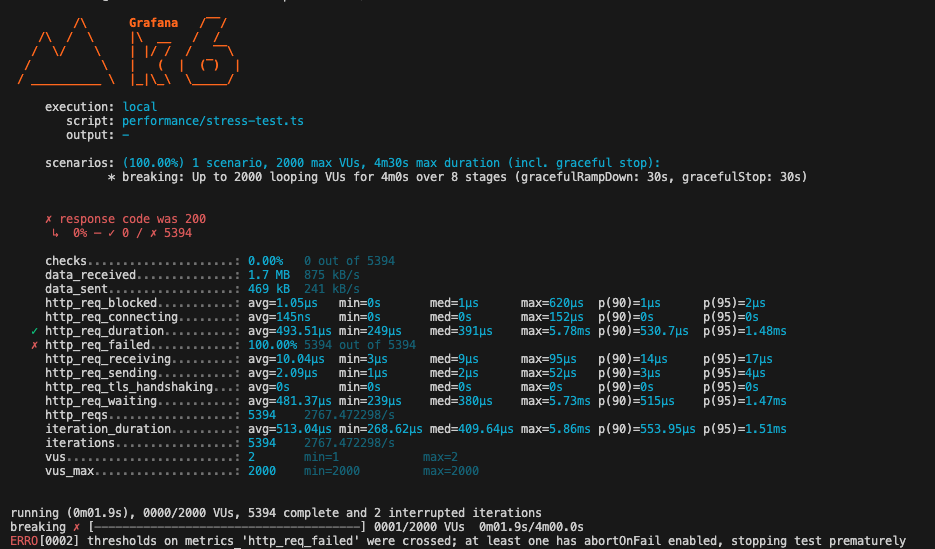 Grafana
execution: local
script: performance/stress-test.ts
output: -
scenarios: (100.00%) 1 scenario, 2000 max VUs, 4m30s max duration (incl. graceful stop):
* breaking: Up to 2000 looping VUs for 4m0s over 8 stages (gracefulRampDown: 30s, gracefulStop: 30s)
✗ response code was 200
↳ 0% — ✓ 0 / ✗ 5394
checks.....................: 0.00% 0 out of 5394
data_received..............: 1.7 MB 875 kB/s
data_sent..................: 469 kB 241 kB/s
http_req_blocked...........: avg=1.05µs min=0s med=1µs max=620µs p(90)=1µs p(95)=2µs
http_req_connecting........: avg=145ns min=0s med=0s max=152µs p(90)=0s p(95)=0s
✓ http_req_duration..........: avg=493.51µs min=249µs med=391µs max=5.78ms p(90)=530.7µs p(95)=1.48ms
✗ http_req_failed............: 100.00% 5394 out of 5394
http_req_receiving.........: avg=10.04µs min=3µs med=9µs max=95µs p(90)=14µs p(95)=17µs
http_req_sending...........: avg=2.09µs min=1µs med=2µs max=52µs p(90)=3µs p(95)=4µs
http_req_tls_handshaking...: avg=0s min=0s med=0s max=0s p(90)=0s p(95)=0s
http_req_waiting...........: avg=481.37µs min=239µs med=380µs max=5.73ms p(90)=515µs p(95)=1.47ms
http_reqs..................: 5394 2767.472298/s
iteration_duration.........: avg=513.04µs min=268.62µs med=409.64µs max=5.86ms p(90)=553.95µs p(95)=1.51ms
iterations.................: 5394 2767.472298/s
vus........................: 2 min=1 max=2
vus_max....................: 2000 min=2000 max=2000
running (0m01.9s), 0000/2000 VUs, 5394 complete and 2 interrupted iterations
breaking ✗ [--------------------------------------] 0001/2000 VUs 0m01.9s/4m00.0s
ERRO[0002] thresholds on metrics 'http_req_failed' were crossed; at least one has abortOnFail enabled, stopping test prematurely